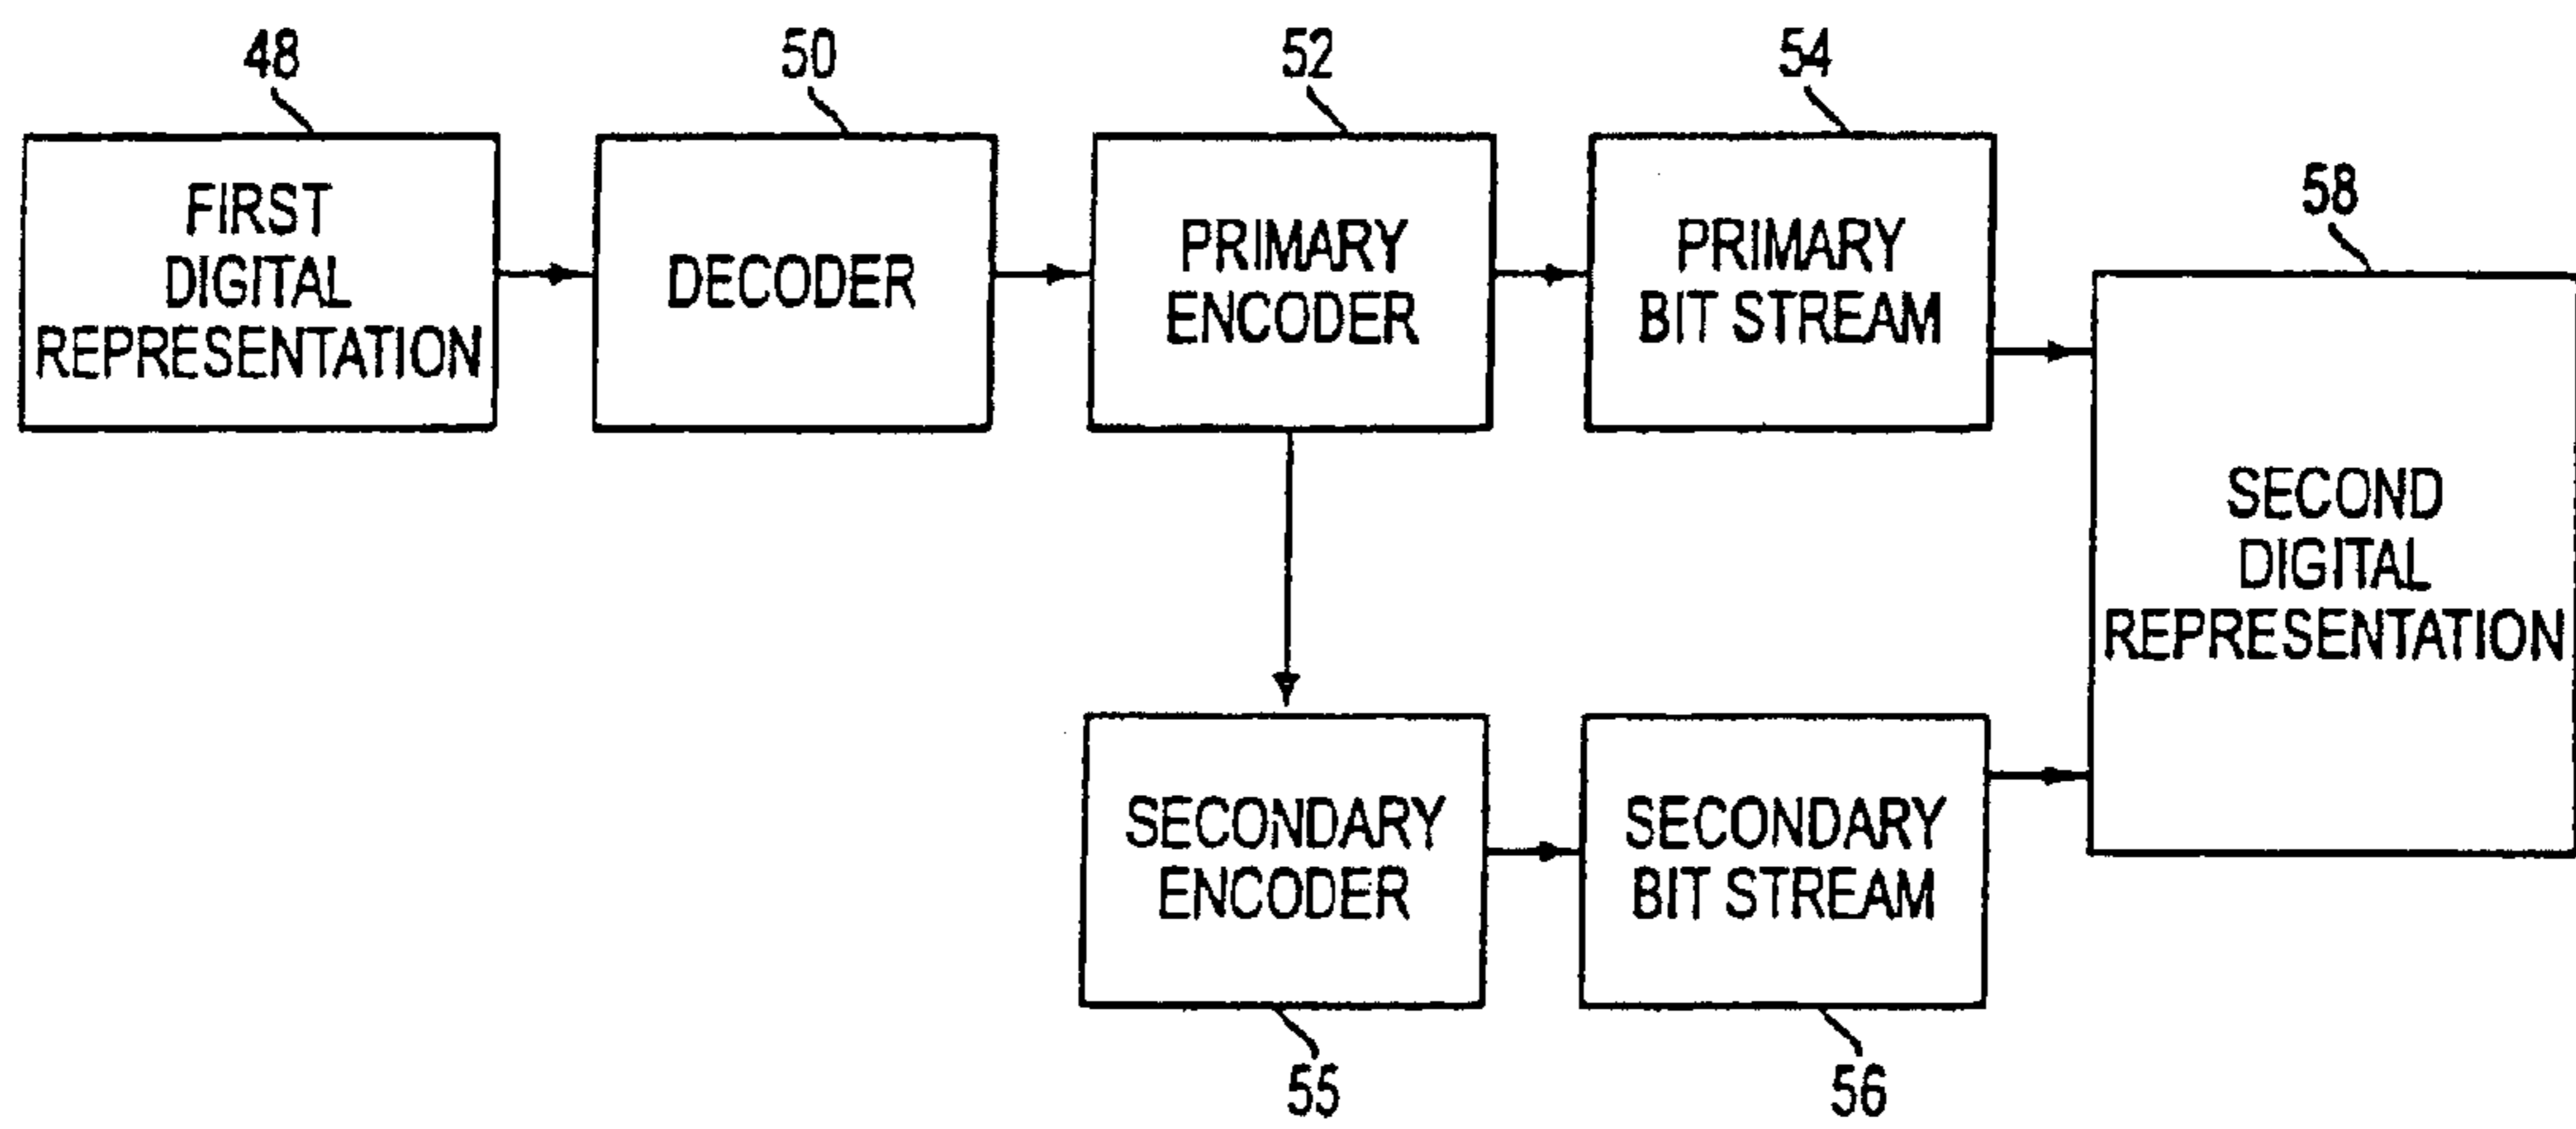 48
50
52
54
58
FIRST
DIGITAL
REPRESENTATION
DECODER
PRIMARY
ENCODER
PRIMARY
BIT STREAM
SECOND
DIGITAL
REPRESENTATION
SECONDARY
ENCODER
SECONDARY
BIT STREAM
55
56